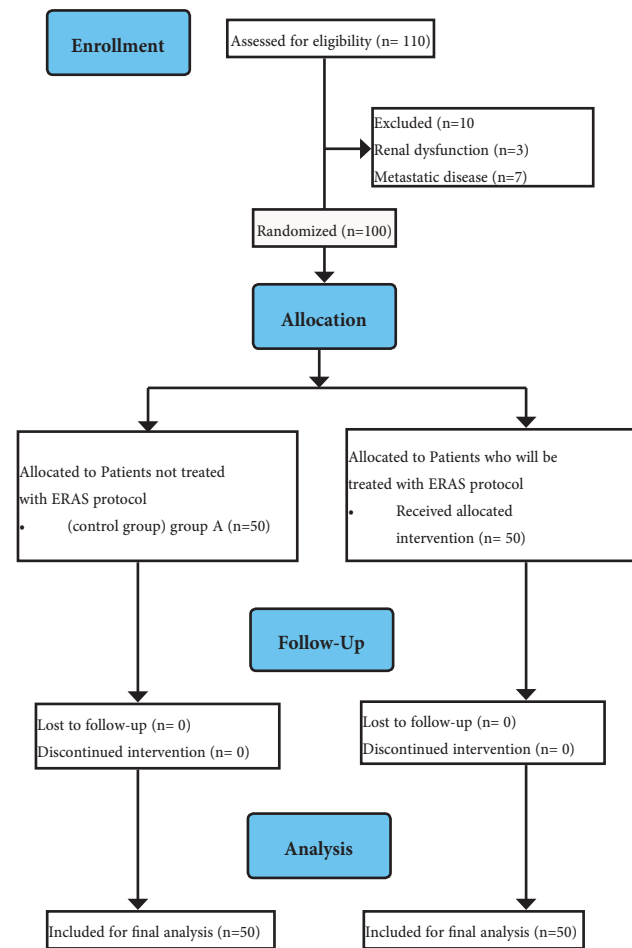 Enrollment
Assessed for eligibility (n= 110)
Excluded (n=10
Renal dysfunction (n=3)
Metastatic disease (n=7)
Randomized (n=100)
Allocation
Allocated to Patients not treated
with ERAS protocol
• (control group) group A (n=50)
Allocated to Patients who will be
treated with ERAS protocol
• Received allocated
intervention (n= 50)
Follow-Up
Lost to follow-up (n= 0)
Discontinued intervention (n= 0)
Lost to follow-up (n= 0)
Discontinued intervention (n= 0)
Analysis
Included for final analysis (n=50)
Included for final analysis (n=50)